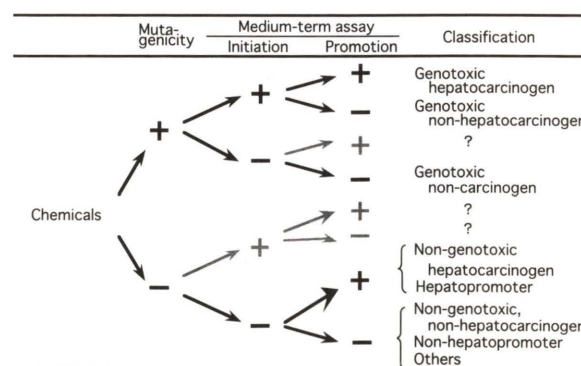 Muta-
genicity
Medium-term assay
Initiation
Promotion
Classification
Chemicals
+
−
+
−
+
−
+
−
+
−
+
−
+
−
Genotoxic
hepatocarcinogen
Genotoxic
non-hepatocarcinogen
?
Genotoxic
non-carcinogen
?
?
Non-genotoxic
hepatocarcinogen
Hepatopromoter
Non-genotoxic,
non-hepatocarcinogen
Non-hepatopromoter
Others